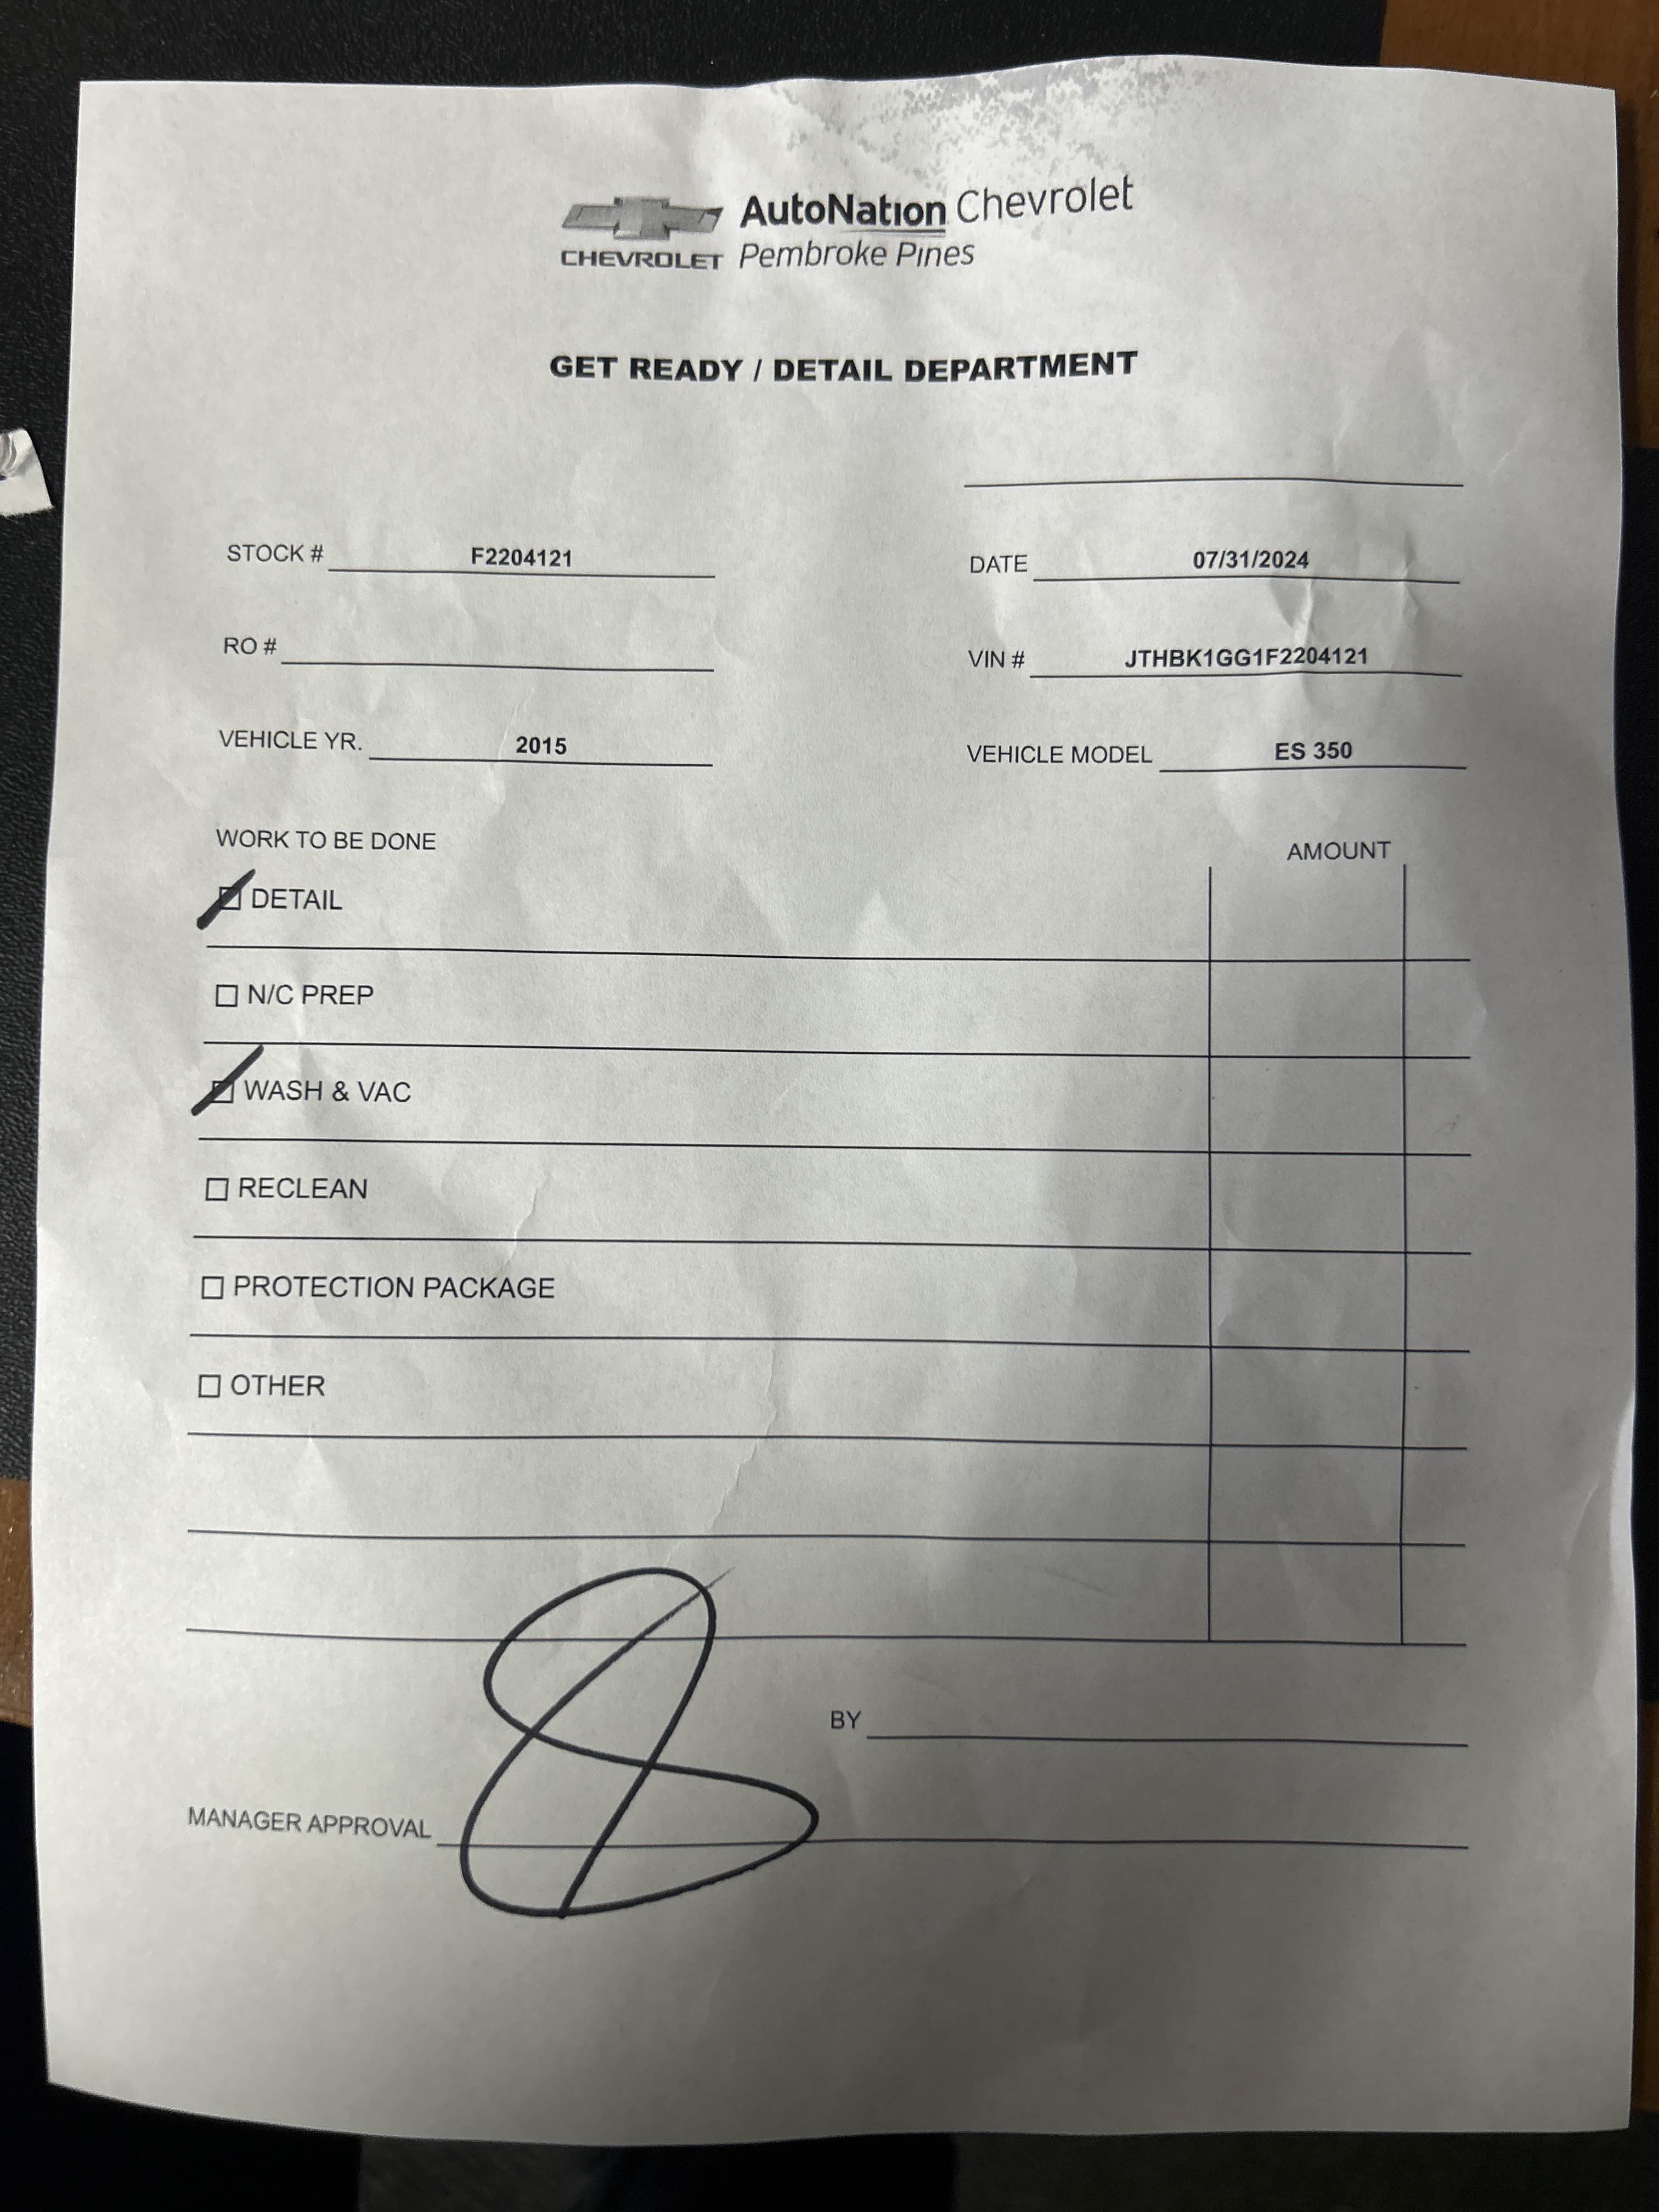 AutoNation Chevrolet
CHEVROLET Pembroke Pines
GET READY / DETAIL DEPARTMENT
STOCK # F2204121
DATE 07/31/2024
RO #
VIN # JTHBK1GG1F2204121
VEHICLE YR. 2015
VEHICLE MODEL ES 350
WORK TO BE DONE
AMOUNT
DETAIL
N/C PREP
WASH & VAC
RECLEAN
PROTECTION PACKAGE
OTHER
BY
MANAGER APPROVAL